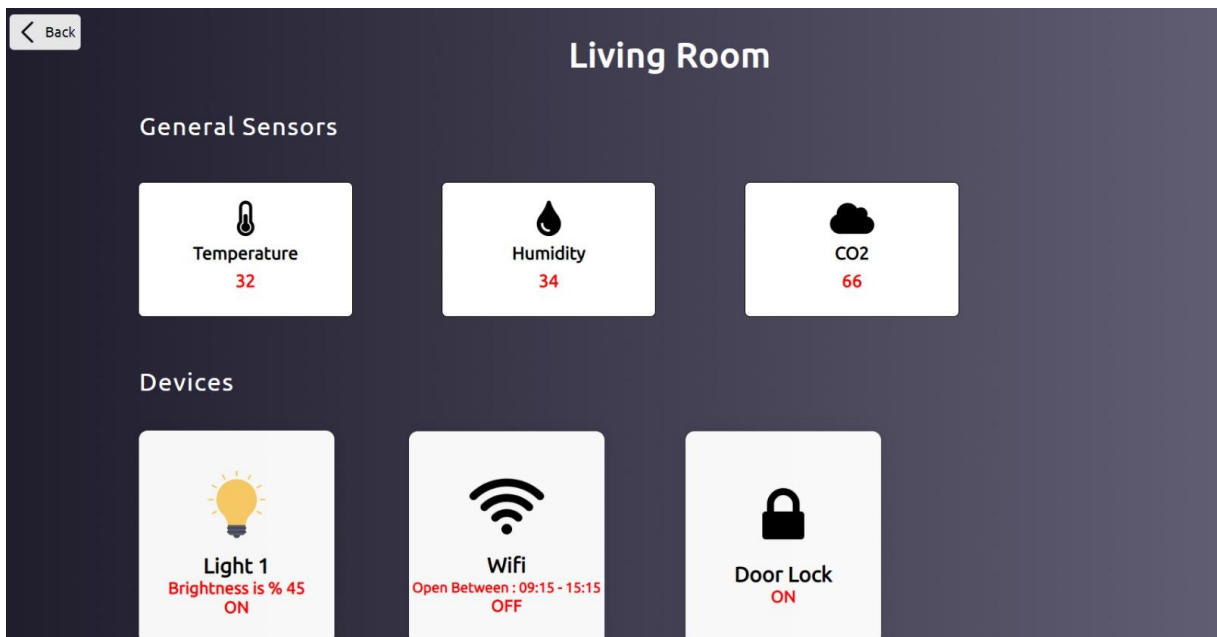 Back
Living Room
General Sensors
Temperature
32
Humidity
34
CO2
66
Devices
Light 1
Brightness is % 45
ON
Wifi
Open Between : 09:15 - 15:15
OFF
Door Lock
ON